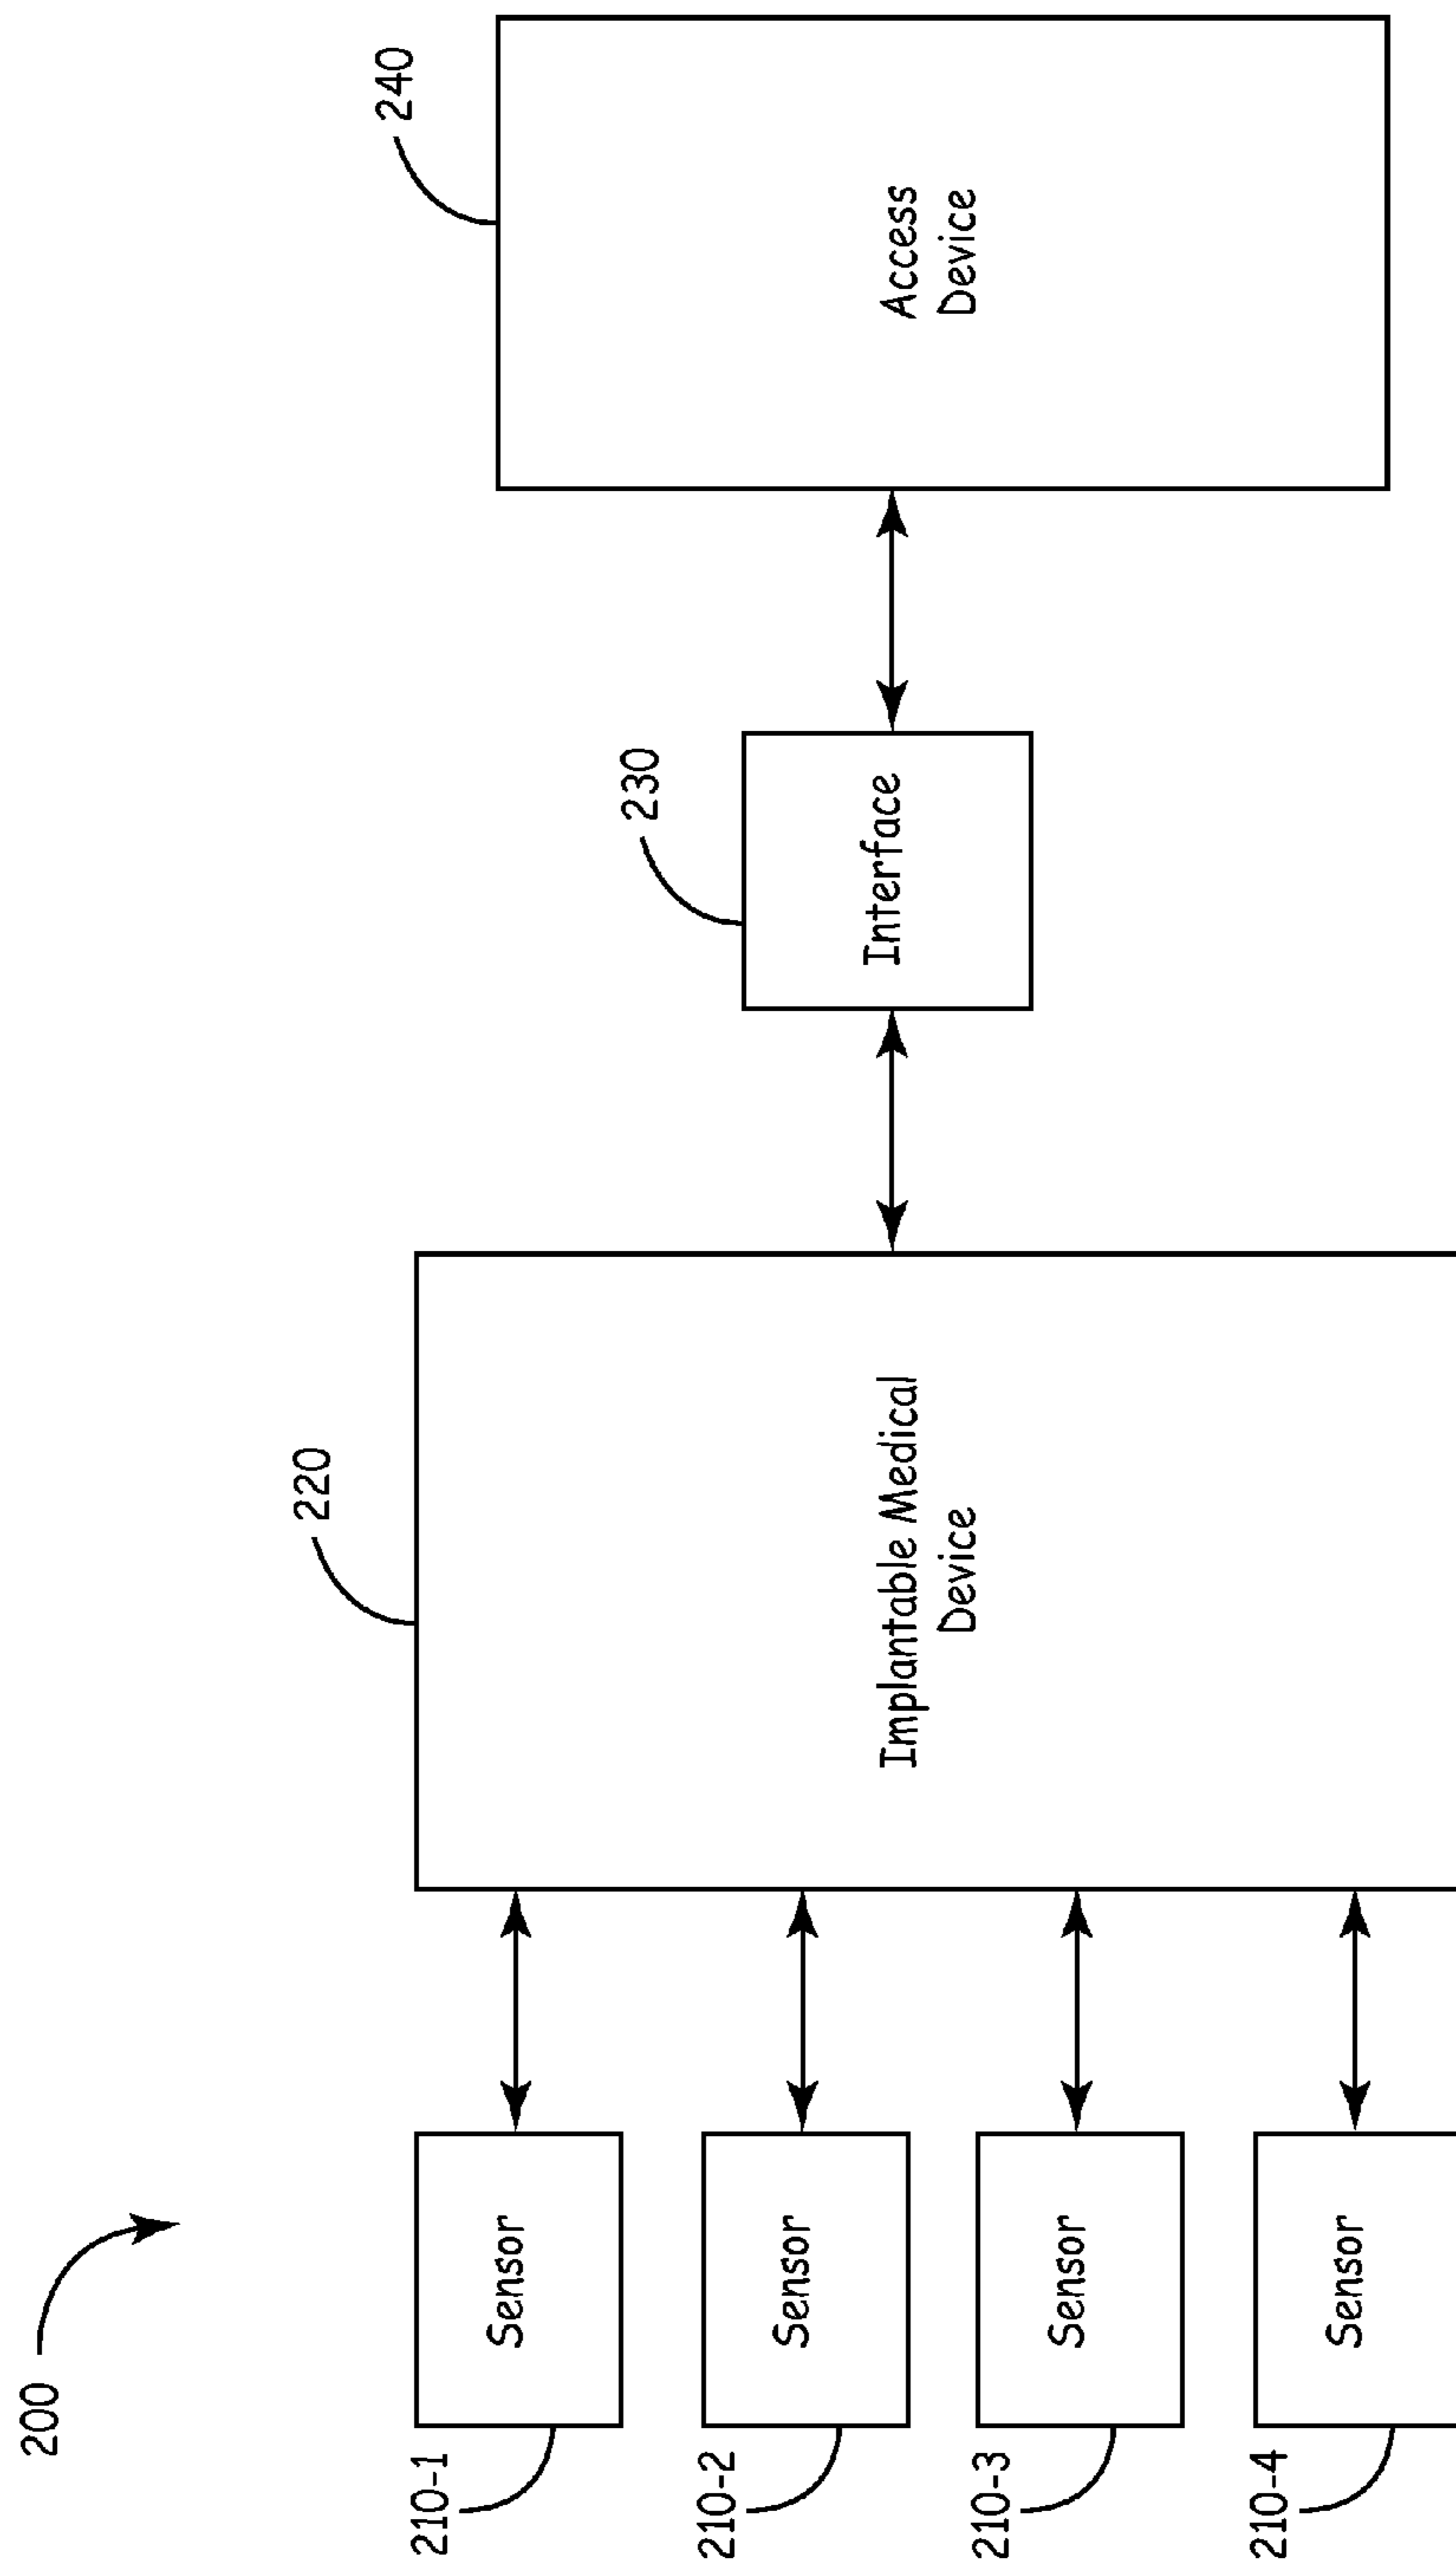 200
210-1
Sensor
210-2
Sensor
210-3
Sensor
210-4
Sensor
220
Implantable Medical
Device
230
Interface
240
Access
Device